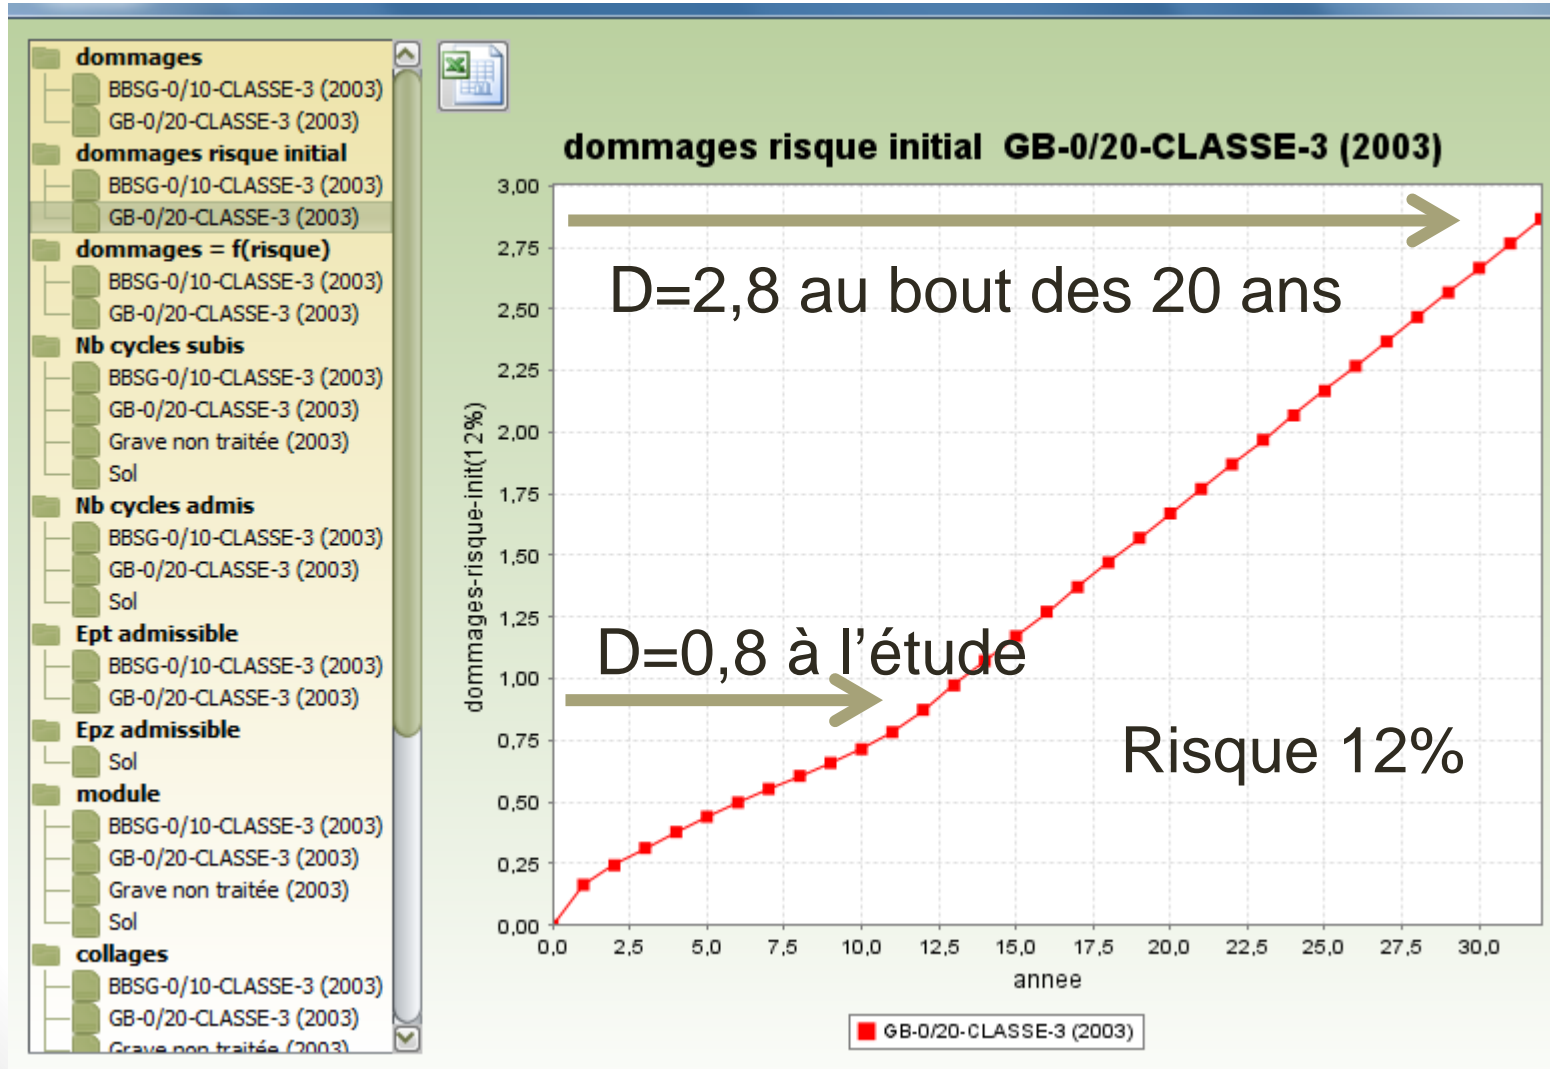 dommages
BBSG-0/10-CLASSE-3 (2003)
GB-0/20-CLASSE-3 (2003)
dommages risque initial
BBSG-0/10-CLASSE-3 (2003)
GB-0/20-CLASSE-3 (2003)
dommages = f(risque)
BBSG-0/10-CLASSE-3 (2003)
GB-0/20-CLASSE-3 (2003)
Nb cycles subis
BBSG-0/10-CLASSE-3 (2003)
GB-0/20-CLASSE-3 (2003)
Grave non traitée (2003)
Sol
Nb cycles admis
BBSG-0/10-CLASSE-3 (2003)
GB-0/20-CLASSE-3 (2003)
Sol
Ept admissible
BBSG-0/10-CLASSE-3 (2003)
GB-0/20-CLASSE-3 (2003)
Epz admissible
Sol
module
BBSG-0/10-CLASSE-3 (2003)
GB-0/20-CLASSE-3 (2003)
Grave non traitée (2003)
Sol
collages
BBSG-0/10-CLASSE-3 (2003)
GB-0/20-CLASSE-3 (2003)
Grave non traitée (2003)
dommages risque initial GB-0/20-CLASSE-3 (2003)
3,00
2,75
2,50
2,25
2,00
1,75
1,50
1,25
1,00
0,75
0,50
0,25
0,00
dommages-risque-init(12%)
D=2,8 au bout des 20 ans
D=0,8 à l'étude
Risque 12%
0,0 2,5 5,0 7,5 10,0 12,5 15,0 17,5 20,0 22,5 25,0 27,5 30,0
annee
GB-0/20-CLASSE-3 (2003)